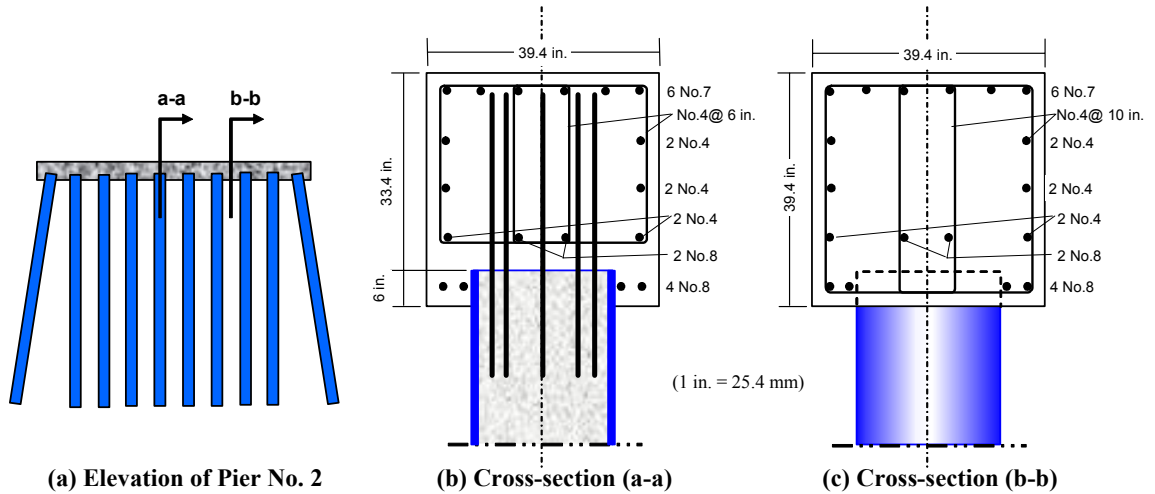 a-a
b-b
(a) Elevation of Pier No. 2
39.4 in.
33.4 in.
6 in.
6 No.7
No.4@ 6 in.
2 No.4
2 No.4
2 No.4
2 No.8
4 No.8
(b) Cross-section (a-a)
(1 in. = 25.4 mm)
39.4 in.
39.4 in.
6 No.7
No.4@ 10 in.
2 No.4
2 No.4
2 No.4
2 No.8
4 No.8
(c) Cross-section (b-b)